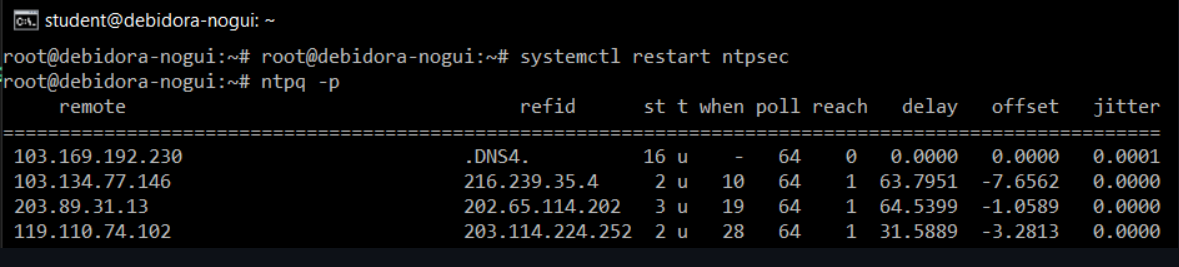 student@debidora-nogui: ~
root@debidora-nogui:~# root@debidora-nogui:~# systemctl restart ntpsec
root@debidora-nogui:~# ntpq -p
     remote                                   refid      st t when poll reach   delay   offset   jitter
=======================================================================================================
 103.169.192.230                         .DNS4.          16 u    -   64     0   0.0000   0.0000   0.0001
 103.134.77.146                          216.239.35.4     2 u   10   64     1  63.7951  -7.6562   0.0000
 203.89.31.13                            202.65.114.202   3 u   19   64     1  64.5399  -1.0589   0.0000
 119.110.74.102                          203.114.224.252  2 u   28   64     1  31.5889  -3.2813   0.0000